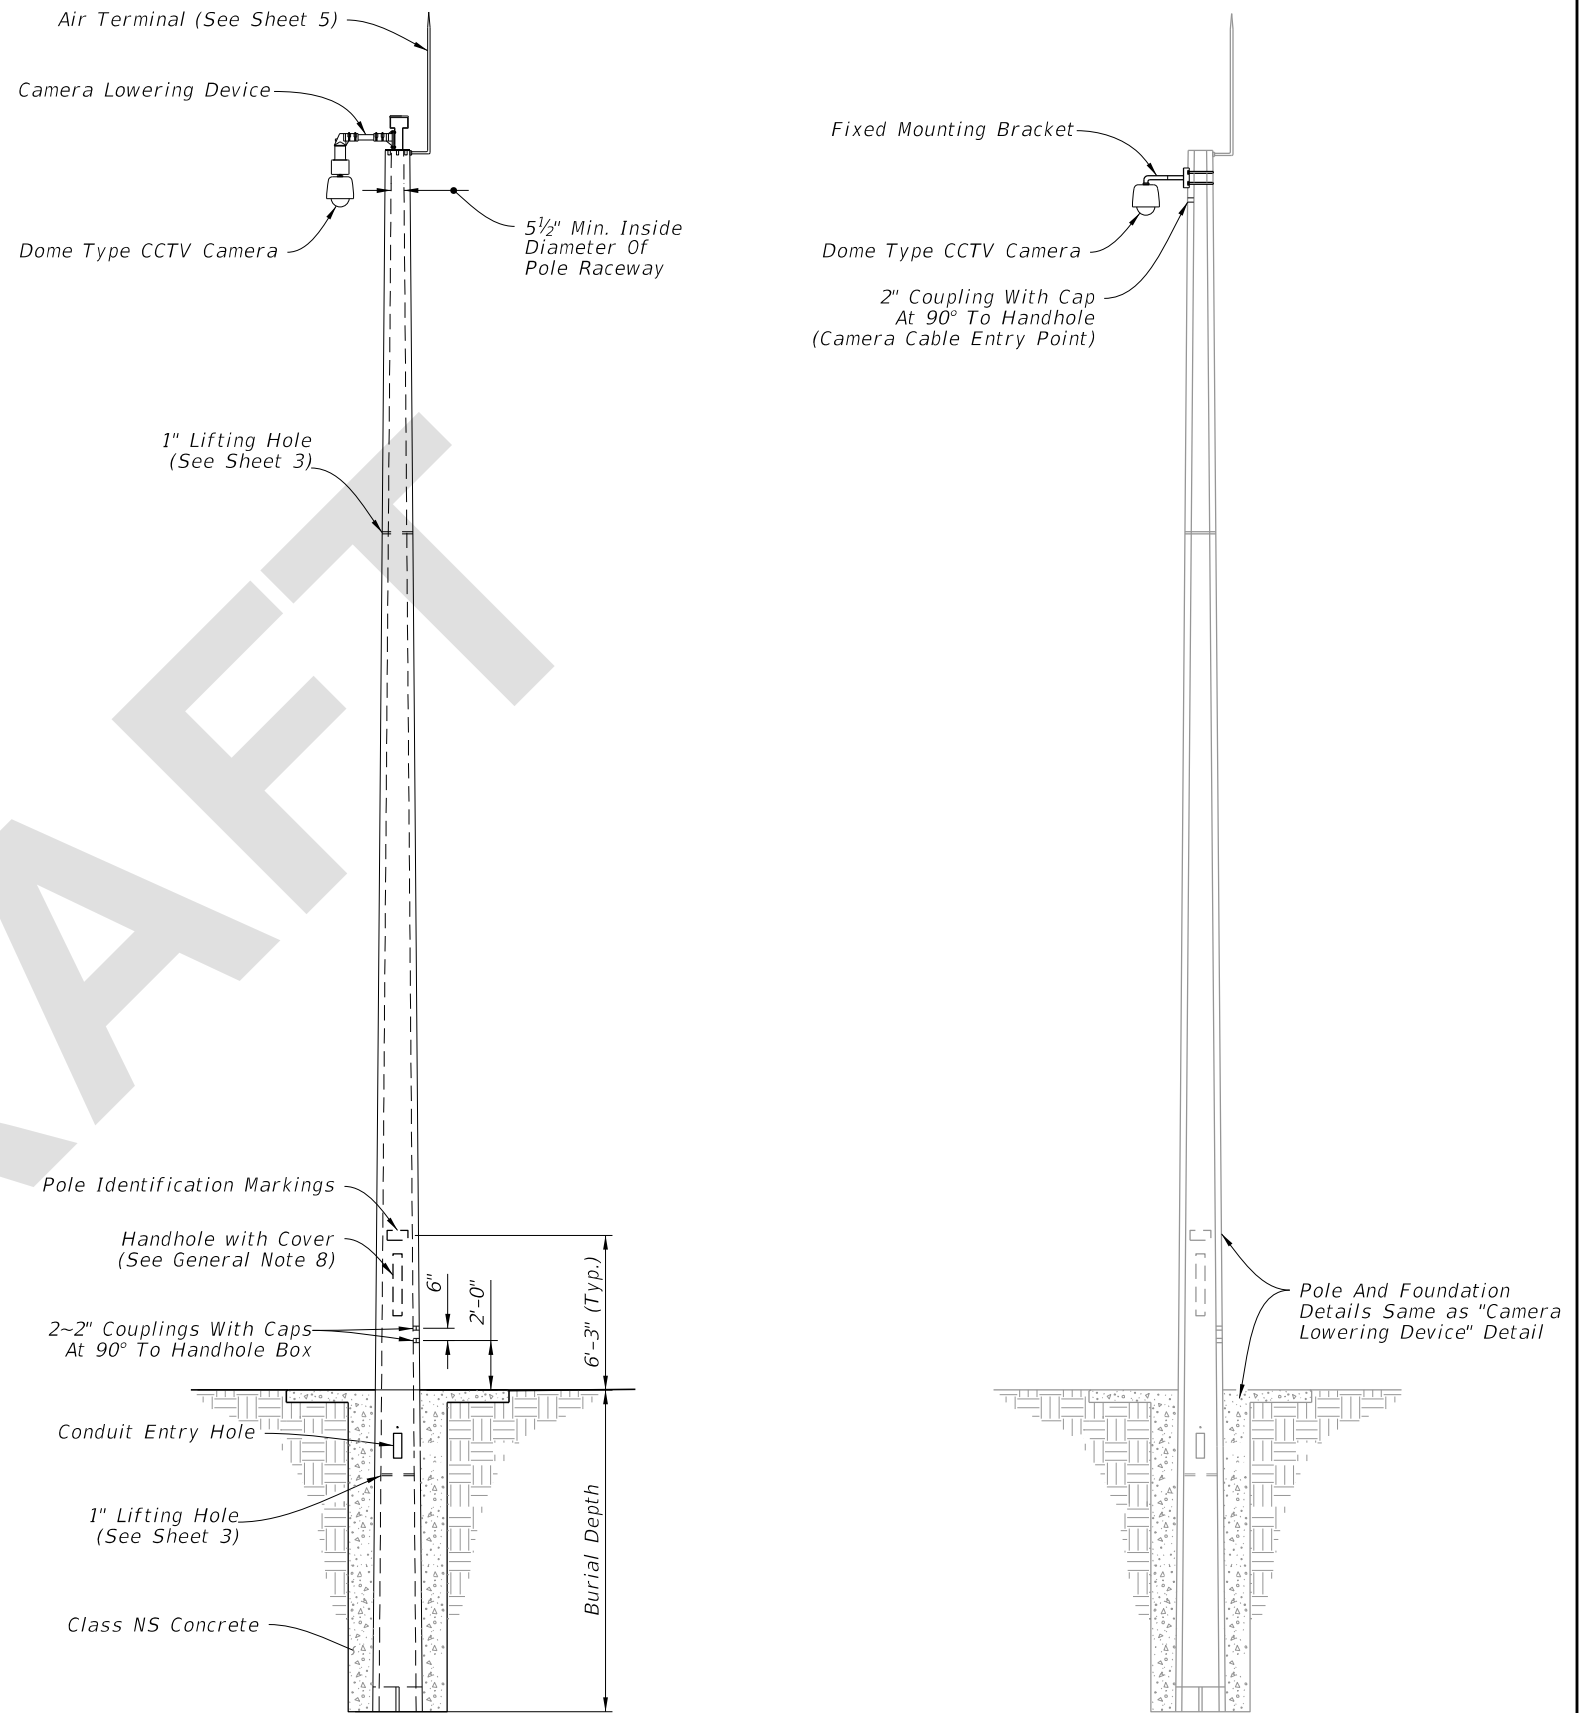 Air Terminal (See Sheet 5)
Camera Lowering Device
Dome Type CCTV Camera
5½" Min. Inside
Diameter Of
Pole Raceway
1" Lifting Hole
(See Sheet 3)
Pole Identification Markings
Handhole with Cover
(See General Note 8)
2~2" Couplings With Caps
At 90° To Handhole Box
6"
2'-0"
6'-3" (Typ.)
Conduit Entry Hole
1" Lifting Hole
(See Sheet 3)
Burial Depth
Class NS Concrete
Fixed Mounting Bracket
Dome Type CCTV Camera
2" Coupling With Cap
At 90° To Handhole
(Camera Cable Entry Point)
Pole And Foundation
Details Same as "Camera
Lowering Device" Detail
AFT